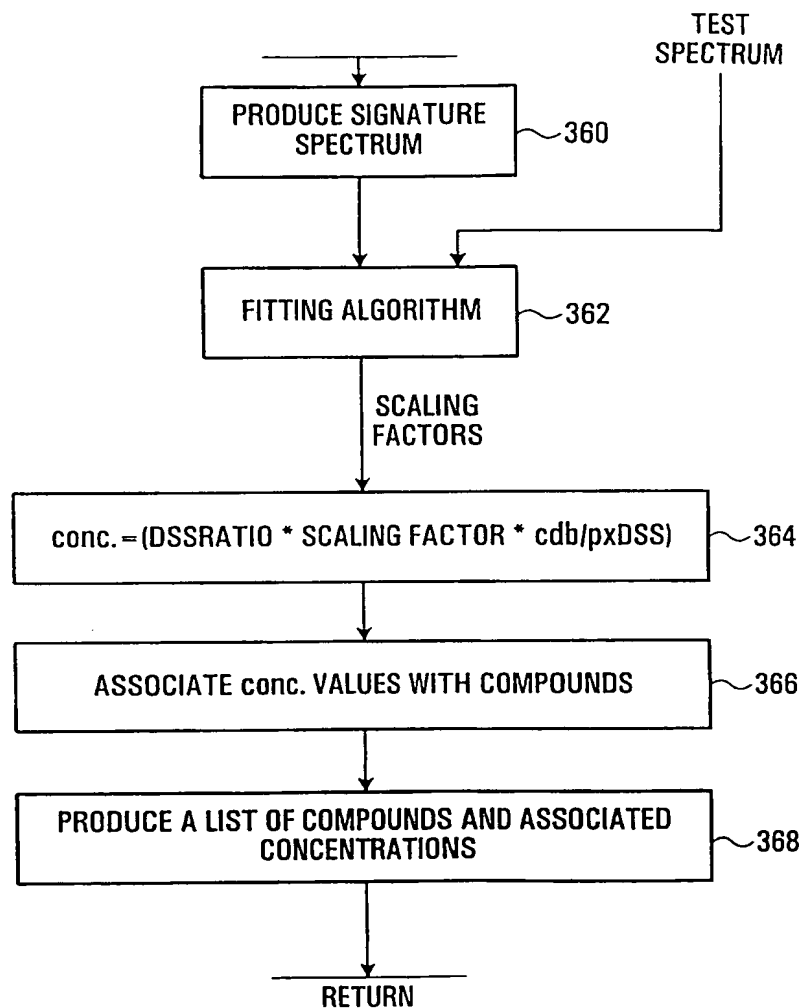 TEST
SPECTRUM
PRODUCE SIGNATURE
SPECTRUM
360
FITTING ALGORITHM
362
SCALING
FACTORS
conc.=(DSSRATIO * SCALING FACTOR * cdb/pxDSS)
364
ASSOCIATE conc. VALUES WITH COMPOUNDS
366
PRODUCE A LIST OF COMPOUNDS AND ASSOCIATED
CONCENTRATIONS
368
RETURN